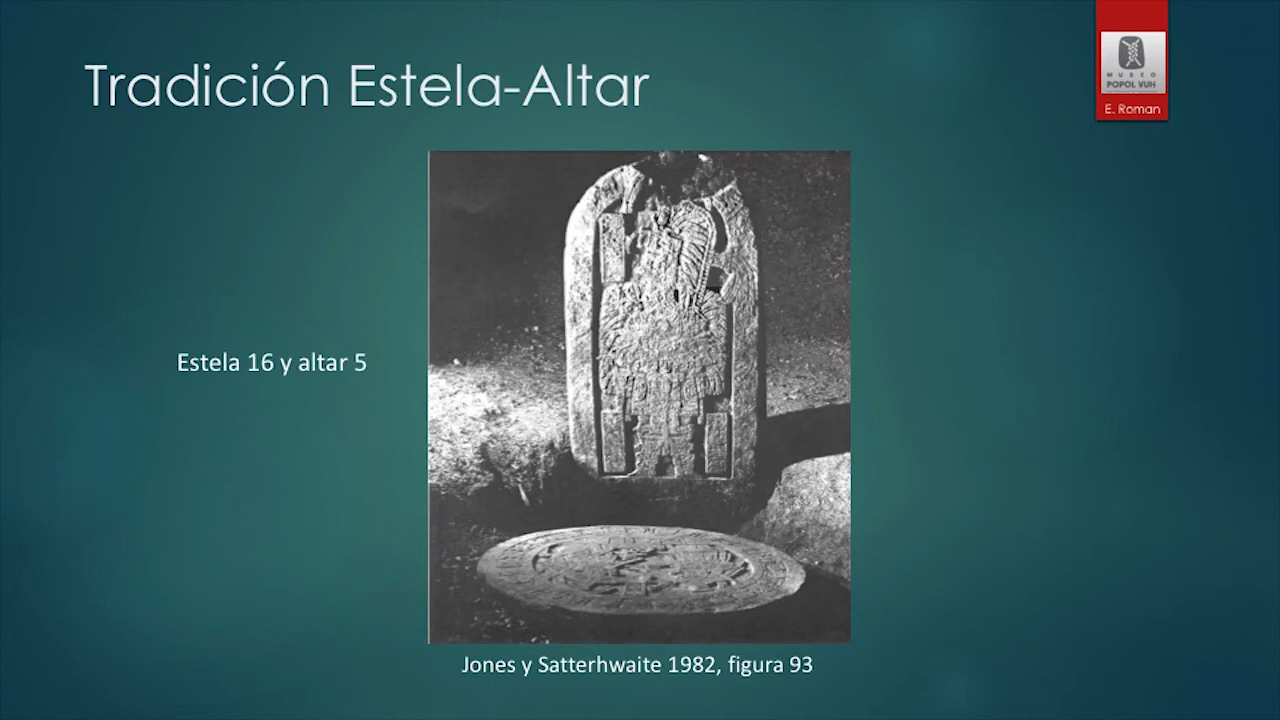 Tradición Estela-Altar
MUSEO
POPOL VUH
E. Roman
Estela 16 y altar 5
Jones y Satterhwaite 1982, figura 93